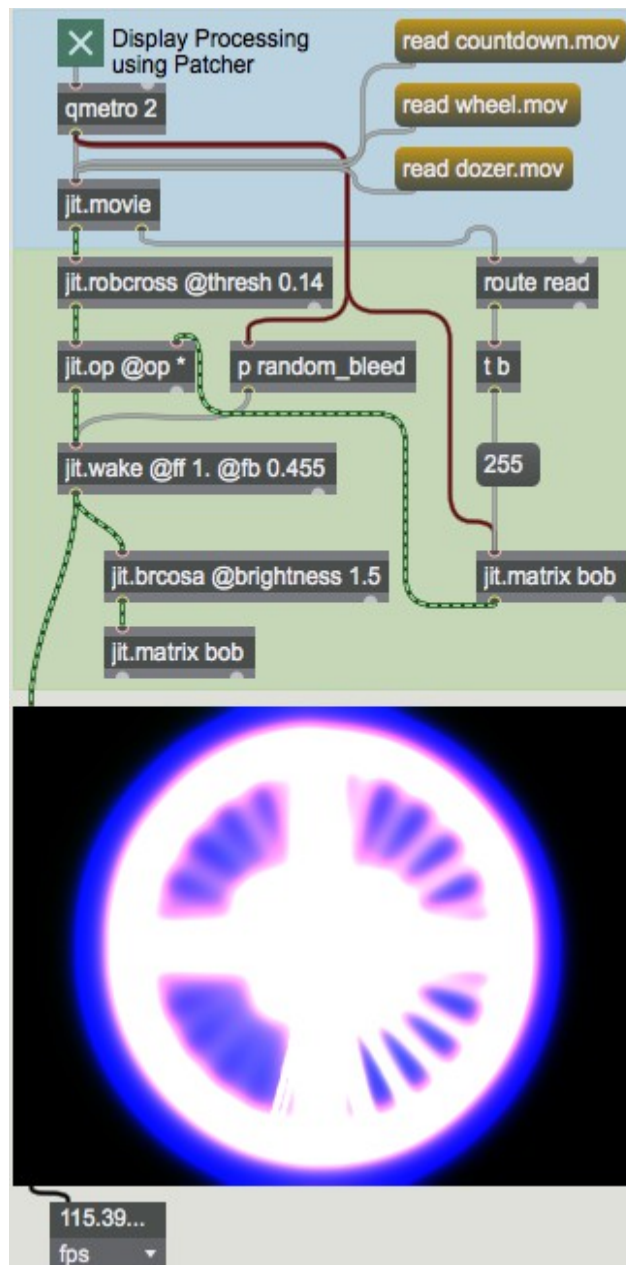 Display Processing
using Patcher
read countdown.mov
qmetro 2
read wheel.mov
read dozer.mov
jit.movie
jit.robcross @thresh 0.14
route read
jit.op @op *
p random_bleed
t b
jit.wake @ff 1. @fb 0.455
255
jit.brcosa @brightness 1.5
jit.matrix bob
jit.matrix bob
115.39...
fps